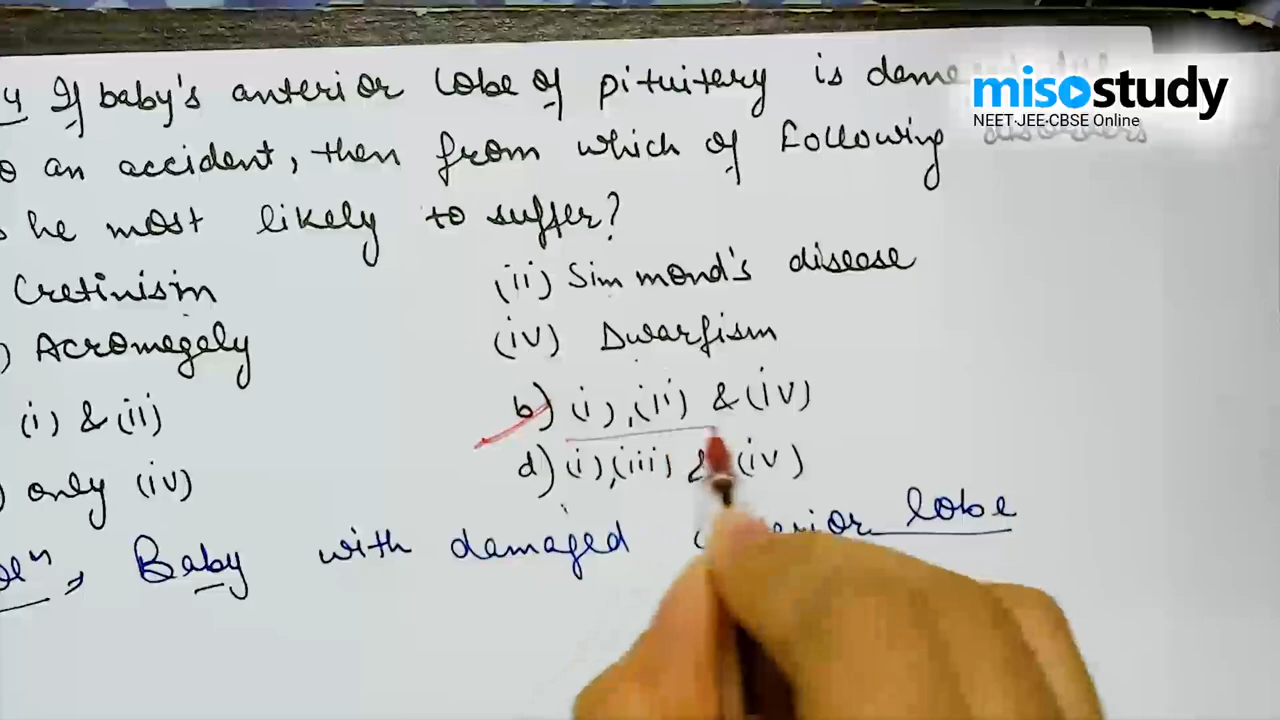 misostudy
NEET·JEE·CBSE Online
4 If baby's anterior lobe of pituitary is
an accident, then from which of following
he most likely to suffer?
Cretinism (ii) Simmond's disease
Acromegaly (iv) Dwarfism
(i) & (ii) b) (i), (ii) & (iv)
only (iv) d) (i), (iii) & (iv)
Baby with damaged lobe